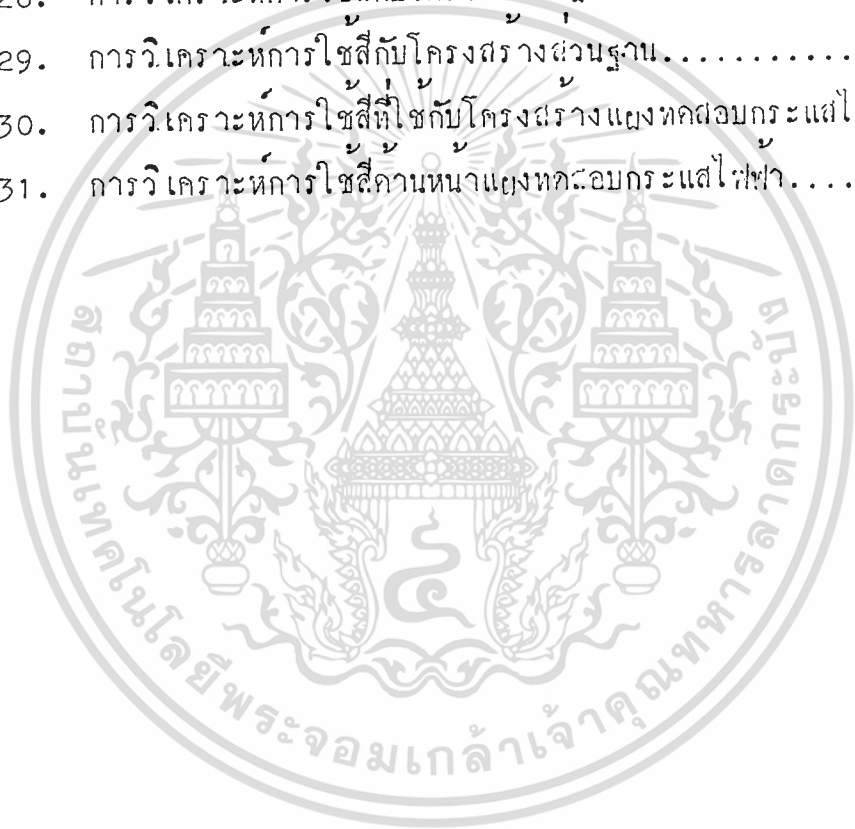 29. การวิเคราะห์การใช้สีกับโครงสร้างส่วนฐาน...........
30. การวิเคราะห์การใช้สีที่ใช้กับโครงสร้างแผงทดสอบกระแสไ
31. การวิเคราะห์การใช้สีด้านหน้าแผงทดสอบกระแสไฟฟ้า....
สถาบันเทคโนโลยีพระจอมเกล้าเจ้าคุณทหารลาดกระบัง
๔